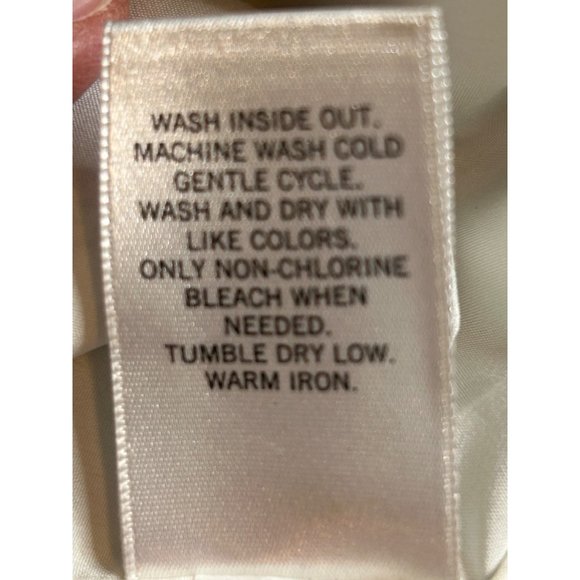 WASH INSIDE OUT.
MACHINE WASH COLD
GENTLE CYCLE.
WASH AND DRY WITH
LIKE COLORS.
ONLY NON-CHLORINE
BLEACH WHEN
NEEDED.
TUMBLE DRY LOW.
WARM IRON.